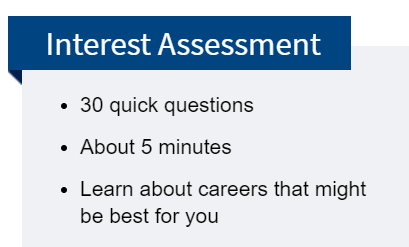 Interest Assessment
• 30 quick questions
• About 5 minutes
• Learn about careers that might
be best for you